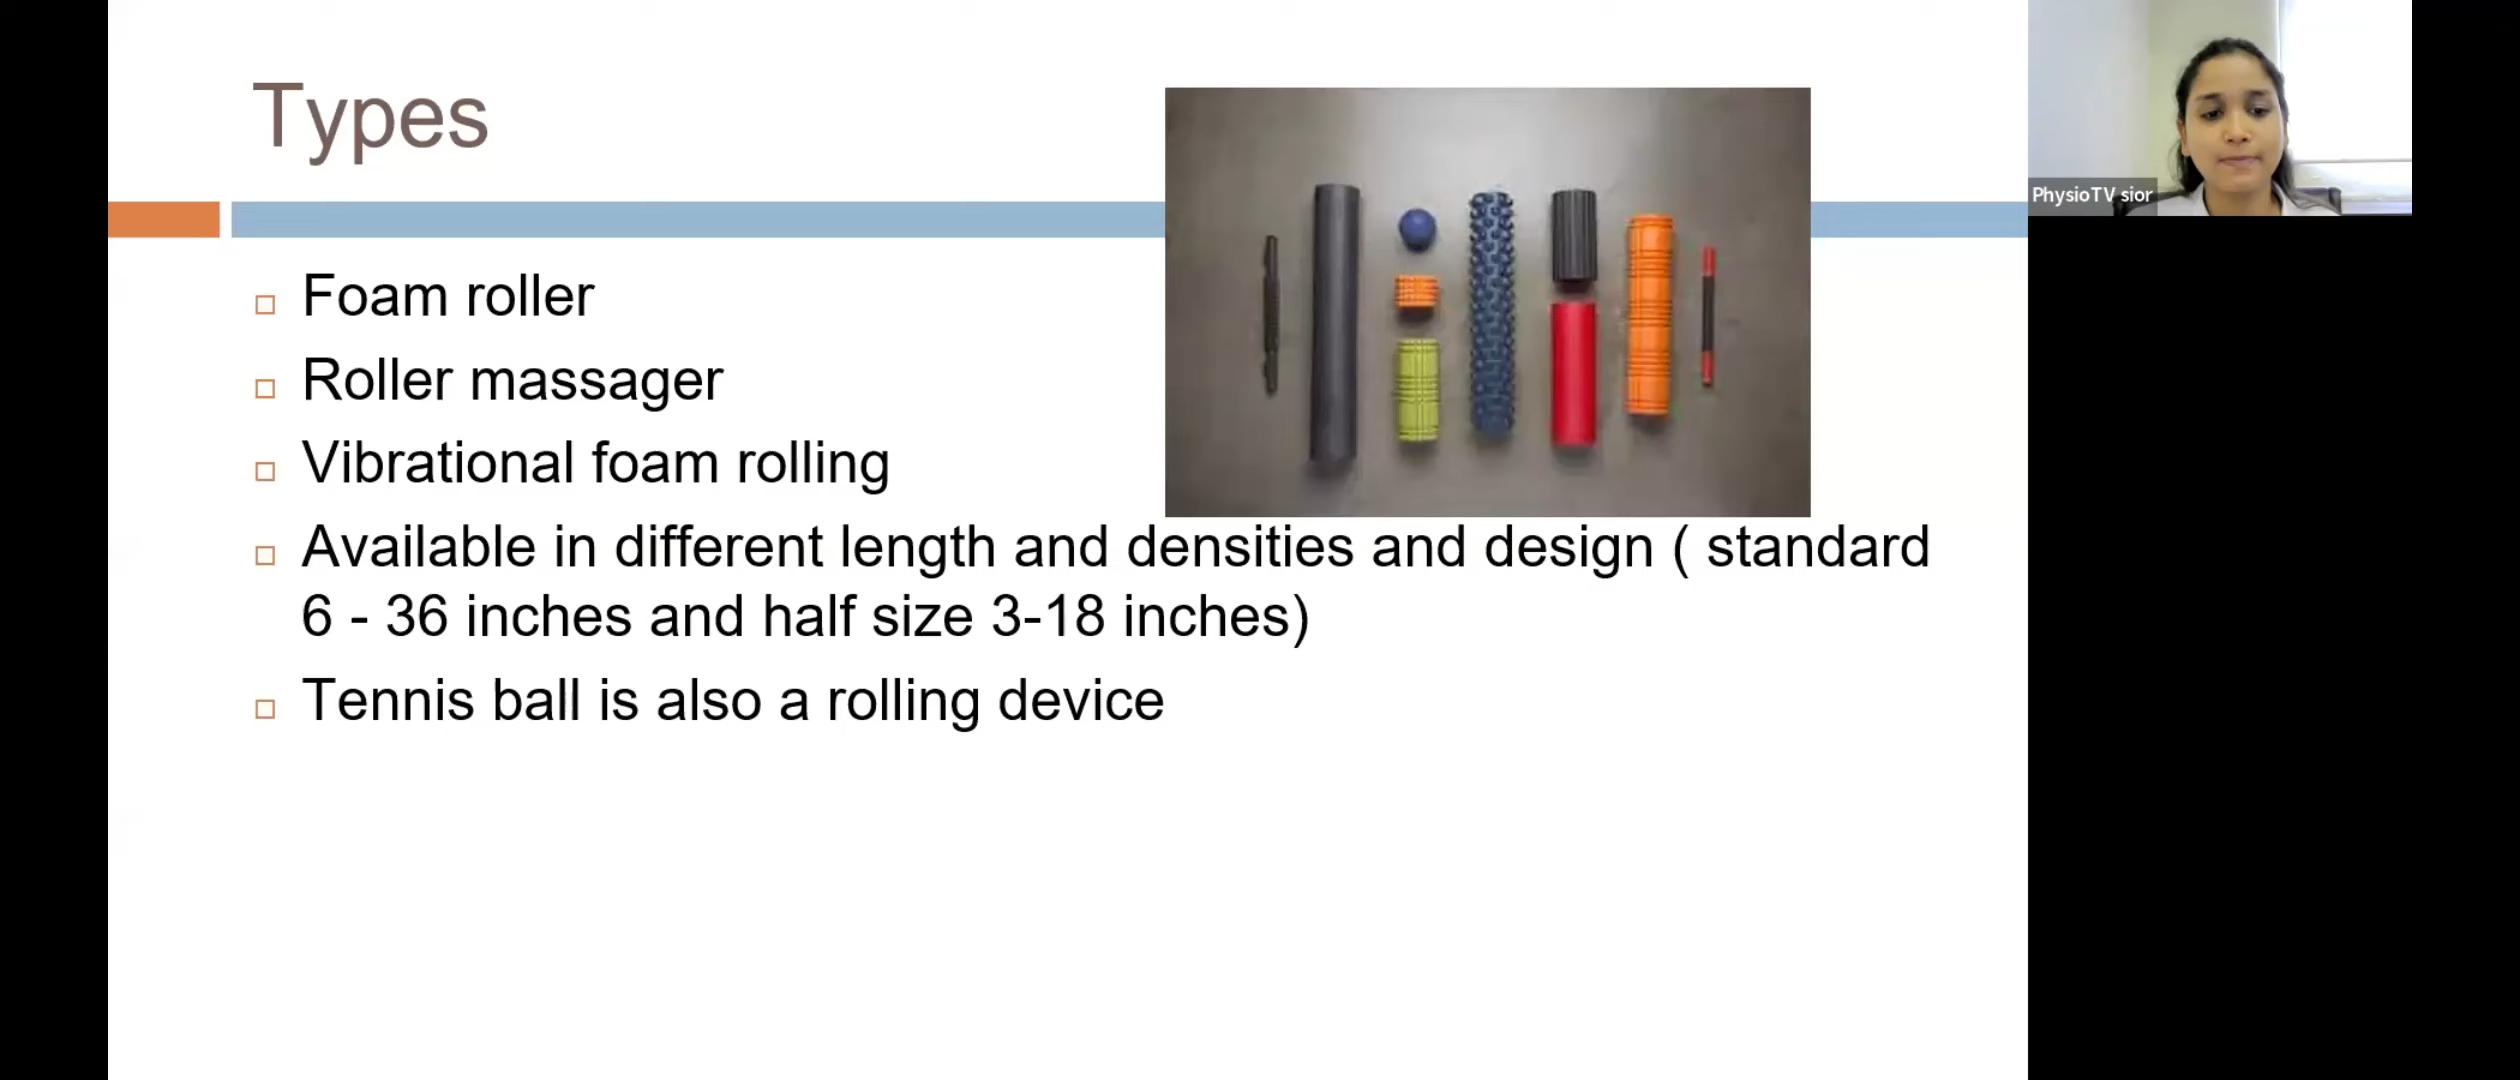 Types
Foam roller
Roller massager
Vibrational foam rolling
Available in different length and densities and design ( standard
6 - 36 inches and half size 3-18 inches)
Tennis ball is also a rolling device
PhysioTV sior